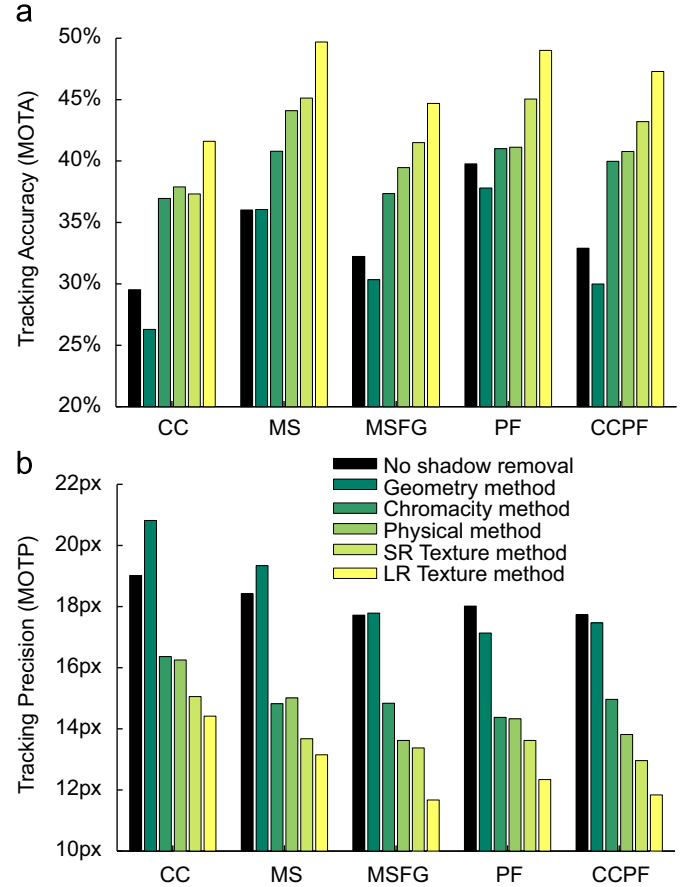 a
50%
45%
40%
35%
30%
25%
20%
Tracking Accuracy (MOTA)
CC MS MSFG PF CCPF
b
22px
20px
18px
16px
14px
12px
10px
Tracking Precision (MOTP)
No shadow removal
Geometry method
Chromacity method
Physical method
SR Texture method
LR Texture method
CC MS MSFG PF CCPF